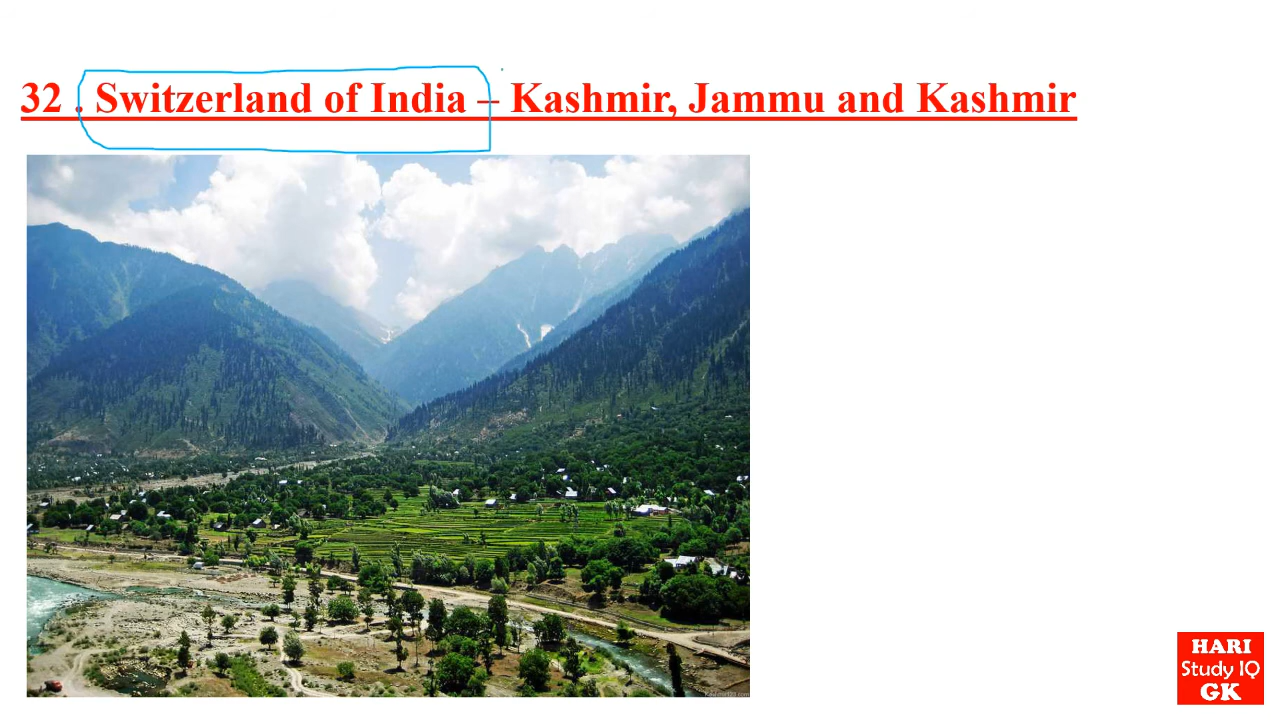 32 . Switzerland of India – Kashmir, Jammu and Kashmir
HARI
Study IQ
GK